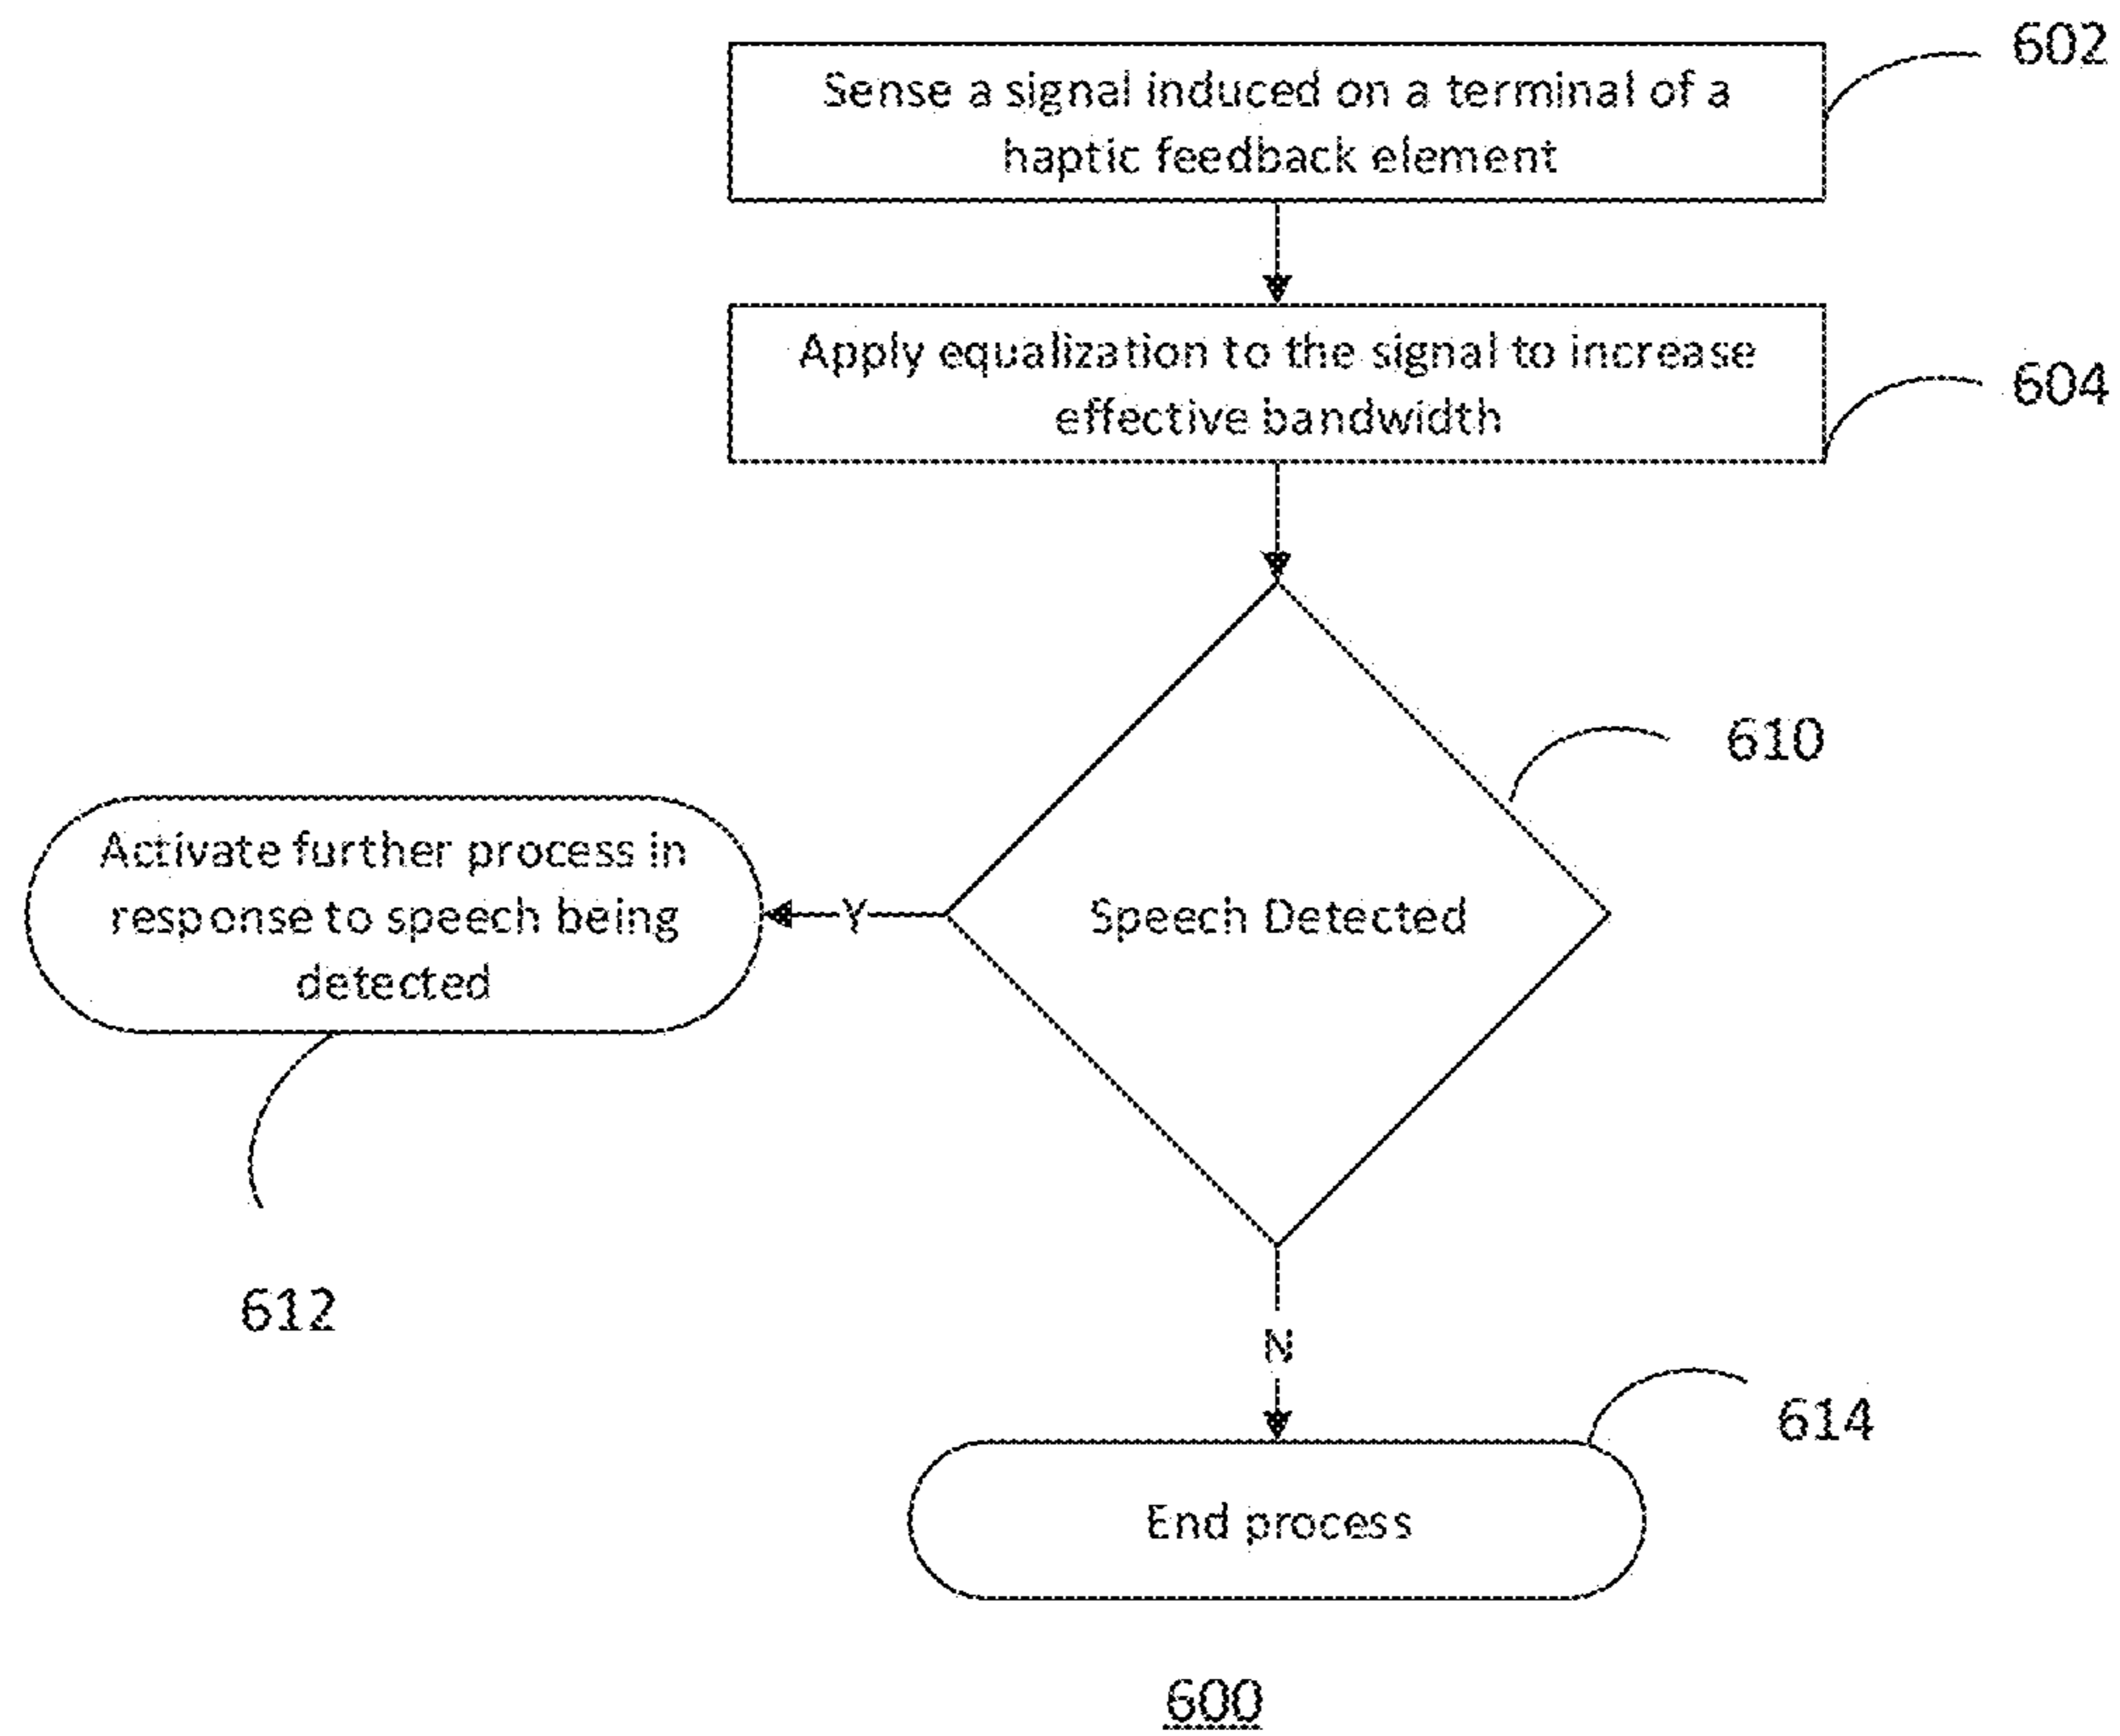 602
Sense a signal induced on a terminal of a
haptic feedback element
Apply equalization to the signal to increase
effective bandwidth
604
610
Speech Detected
Y
Activate further process in
response to speech being
detected
612
N
614
End process
600